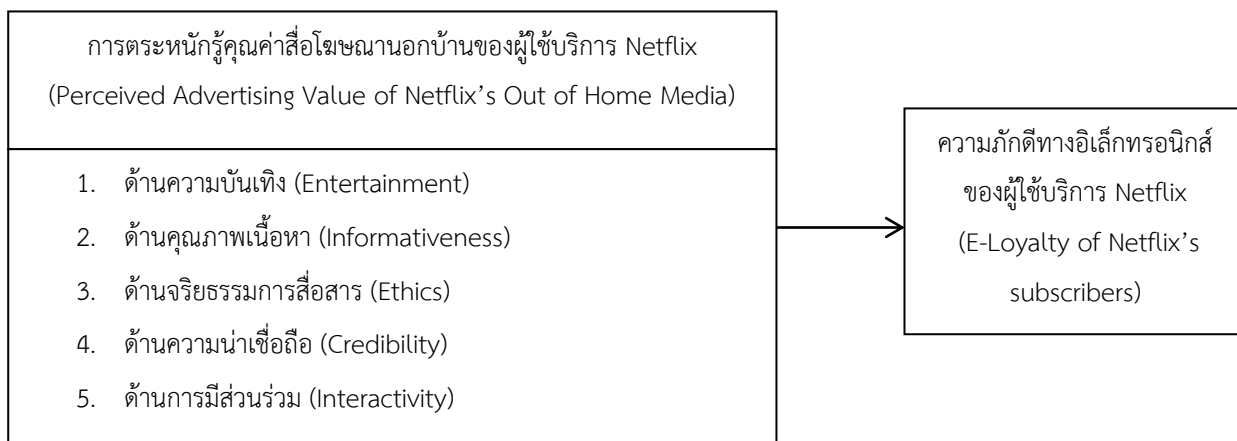 การตระหนักรู้คุณค่าสื่อโฆษณานอกบ้านของผู้ใช้บริการ Netflix
(Perceived Advertising Value of Netflix’s Out of Home Media)
1. ด้านความบันเทิง (Entertainment)
2. ด้านคุณภาพเนื้อหา (Informativeness)
3. ด้านจริยธรรมการสื่อสาร (Ethics)
4. ด้านความน่าเชื่อถือ (Credibility)
5. ด้านการมีส่วนร่วม (Interactivity)
ความภักดีทางอิเล็กทรอนิกส์
ของผู้ใช้บริการ Netflix
(E-Loyalty of Netflix’s
subscribers)